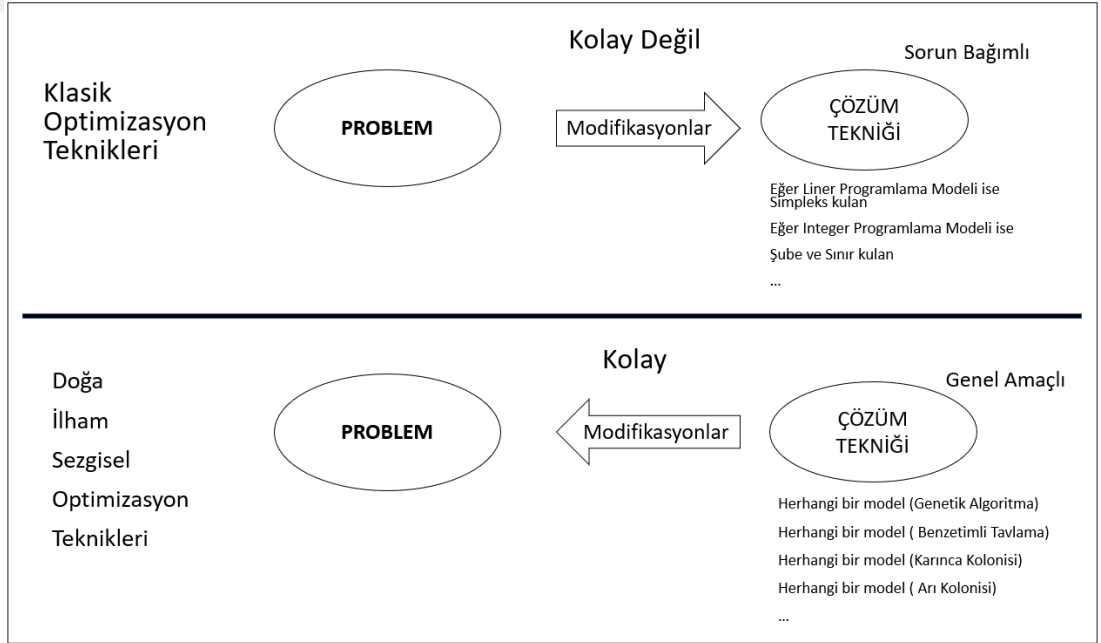 Kolay Değil
Sorun Bağımlı
Klasik
Optimizasyon
Teknikleri
PROBLEM
Modifikasyonlar
ÇÖZÜM
TEKNİĞİ
Eğer Liner Programlama Modeli ise
Simpleks kulan
Eğer Integer Programlama Modeli ise
Şube ve Sınır kulan
...
Kolay
Genel Amaçlı
Doğa
İlham
Sezgisel
Optimizasyon
Teknikleri
PROBLEM
Modifikasyonlar
ÇÖZÜM
TEKNİĞİ
Herhangi bir model (Genetik Algoritma)
Herhangi bir model ( Benzetimli Tavlama)
Herhangi bir model (Karınca Kolonisi)
Herhangi bir model ( Arı Kolonisi)
...